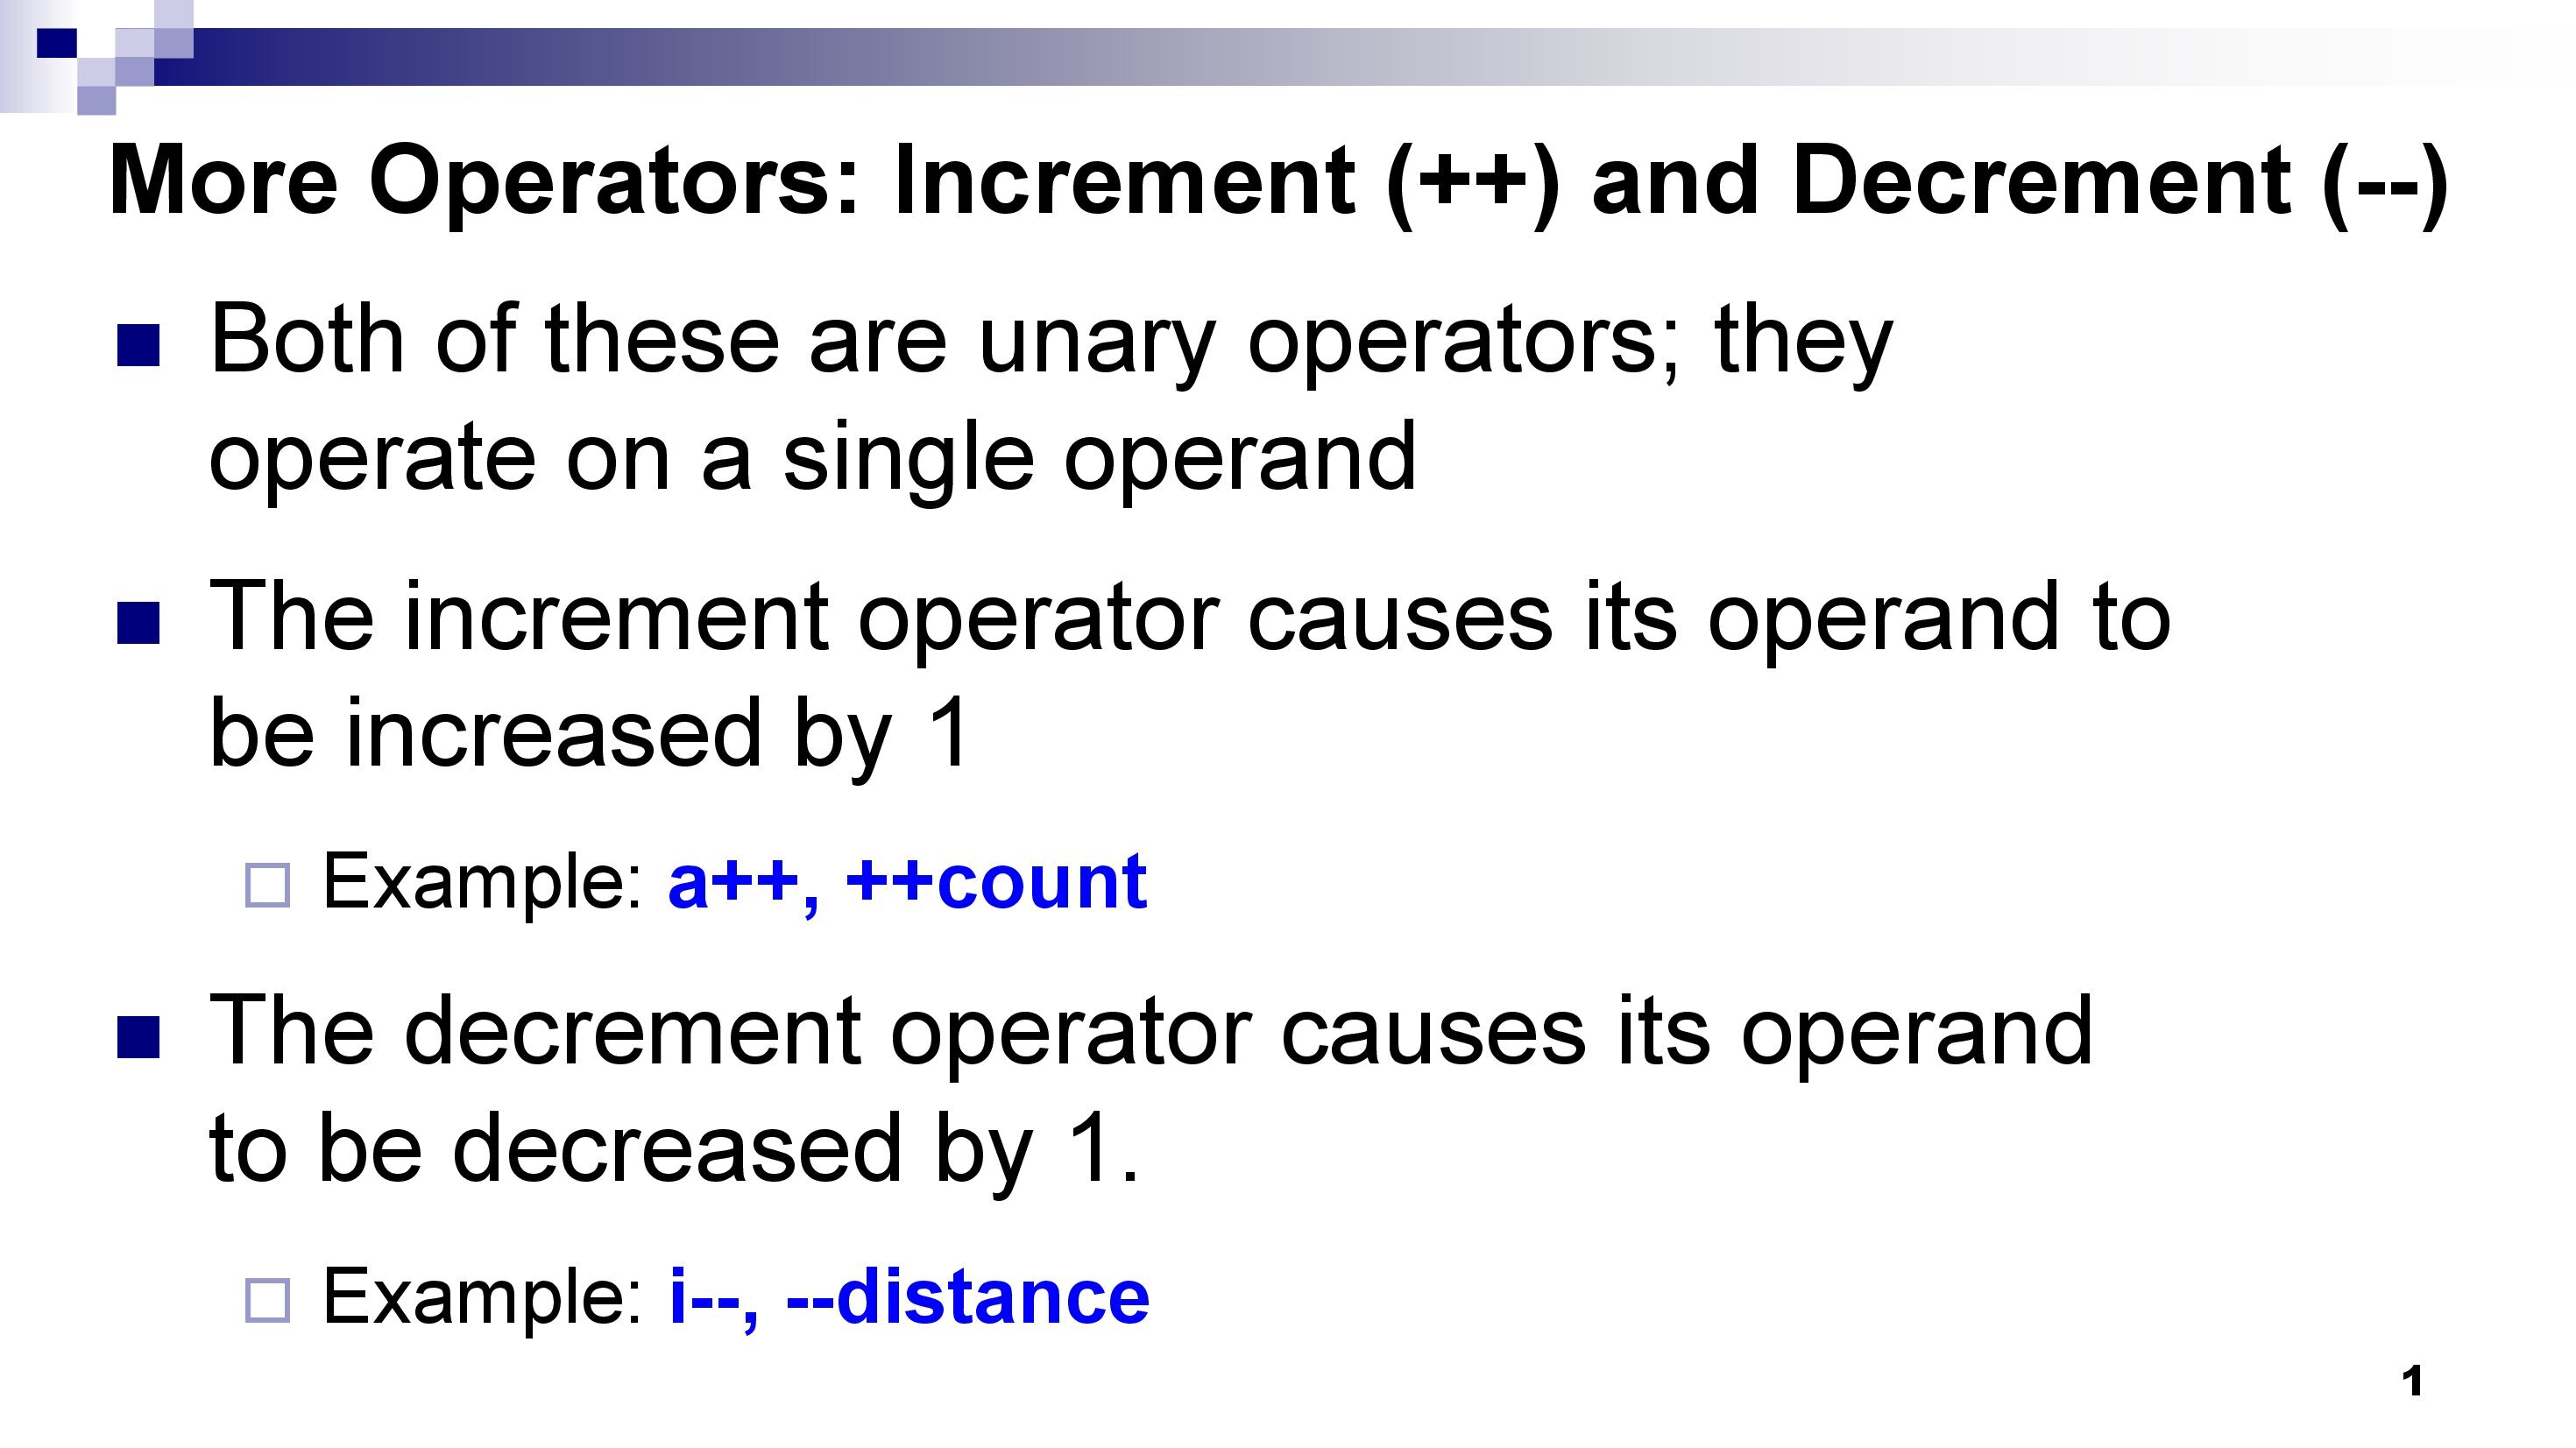 More Operators: Increment (++) and Decrement (--)
Both of these are unary operators; they
operate on a single operand
The increment operator causes its operand to
be increased by 1
Example: a++, ++count
The decrement operator causes its operand
to be decreased by 1.
Example: i--, --distance
1